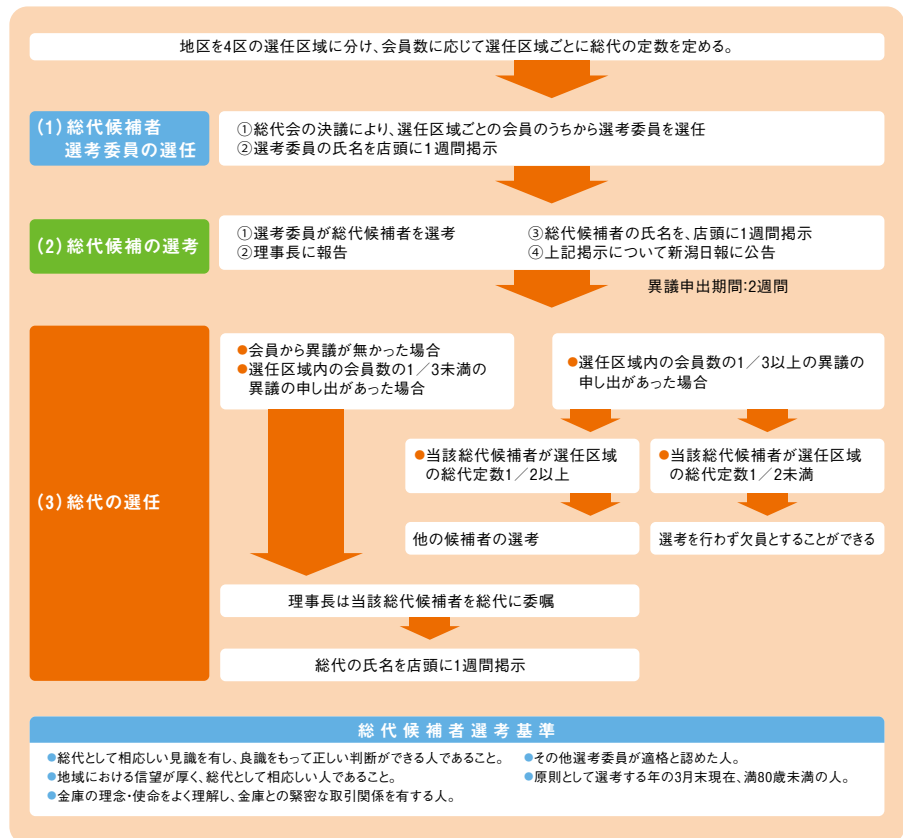 地区を4区の選任区域に分け、会員数に応じて選任区域ごとに総代の定数を定める。
(1)総代候補者
選考委員の選任
①総代会の決議により、選任区域ごとの会員のうちから選考委員を選任
②選考委員の氏名を店頭に1週間掲示
(2)総代候補の選考
①選考委員が総代候補者を選考
②理事長に報告
③総代候補者の氏名を、店頭に1週間掲示
④上記掲示について新潟日報に公告
異議申出期間:2週間
(3)総代の選任
●会員から異議が無かった場合
●選任区域内の会員数の1/3未満の
異議の申し出があった場合
●選任区域内の会員数の1/3以上の異議の
申し出があった場合
●当該総代候補者が選任区域
の総代定数1/2以上
●当該総代候補者が選任区域
の総代定数1/2未満
他の候補者の選考
選考を行わず欠員とすることができる
理事長は当該総代候補者を総代に委嘱
総代の氏名を店頭に1週間掲示
総代候補者選考基準
●総代として相応しい見識を有し、良識をもって正しい判断ができる人であること。
●地域における信望が厚く、総代として相応しい人であること。
●金庫の理念・使命をよく理解し、金庫との緊密な取引関係を有する人。
●その他選考委員が適格と認めた人。
●原則として選考する年の3月末現在、満80歳未満の人。